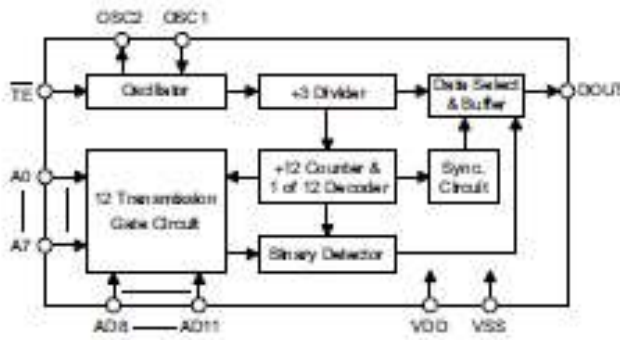 OSC2 OSC1
TE
Oscillator
+3 Divider
Data Select
& Buffer
DOUT
A0
12 Transmission
Gate Circuit
+12 Counter &
1 of 12 Decoder
Sync.
Circuit
A7
Binary Detector
AD8 AD11 VDD VSS